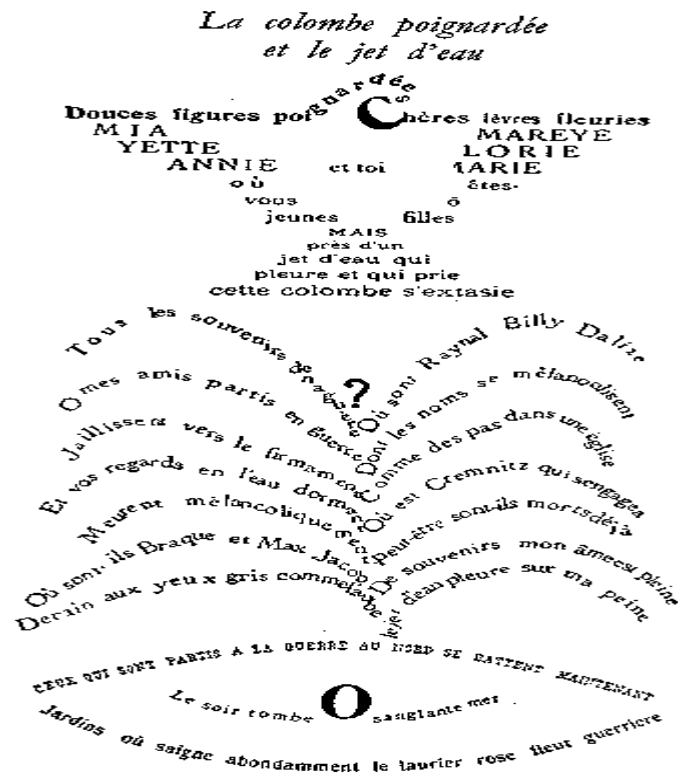 La colombe poignardée
et le jet d'eau
Douces figures poignardées Chères lèvres fleuries
MIA MAREYE
YETTE LORIE
ANNIE et toi MARIE
où êtes-
vous ô
jeunes filles
MAIS
près d'un
jet d'eau qui
pleure et qui prie
cette colombe s'extasie
Tous les souvenirs de naguère
O mes amis partis en guerre
Jaillissent vers le firmament
Et vos regards en l'eau dormant
Meurent mélancoliquement
Où sont-ils Braque et Max Jacob
Derain aux yeux gris comme l'aube
?
Où sont Raynal Billy Dalize
Dont les noms se mélancolisent
Comme des pas dans une église
Où est Cremnitz qui s'engagea
Peut-être sont-ils morts déjà
De souvenirs mon âme est pleine
Le jet d'eau pleure sur ma peine
CEUX QUI SONT PARTIS A LA GUERRE AU NORD SE BATTENT MAINTENANT
Le soir tombe O sanglante mer
Jardins où saigne abondamment le laurier rose fleur guerrière